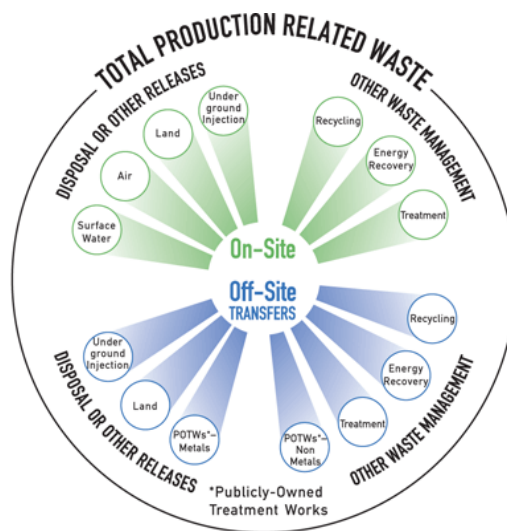 TOTAL PRODUCTION RELATED WASTE
DISPOSAL OR OTHER RELEASES
Under
ground
Injection
Land
Air
Surface
Water
OTHER WASTE MANAGEMENT
Recycling
Energy
Recovery
Treatment
On-Site
Off-Site
TRANSFERS
DISPOSAL OR OTHER RELEASES
Under
ground
Injection
Land
POTWs*-
Metals
OTHER WASTE MANAGEMENT
Recycling
Energy
Recovery
Treatment
POTWs*-
Non
Metals
*Publicly-Owned
Treatment Works